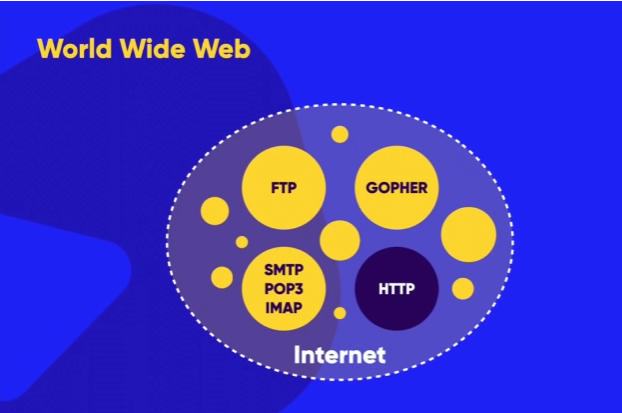 World Wide Web
FTP
GOPHER
SMTP
POP3
IMAP
HTTP
Internet